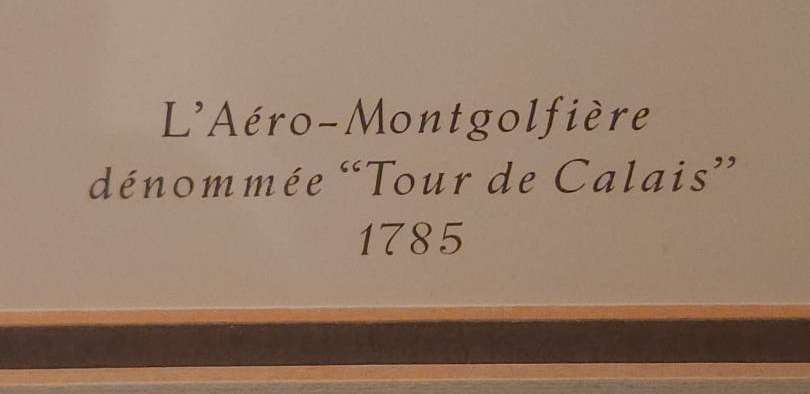 L'Aéro-Montgolfière
dénommée “Tour de Calais”
1785